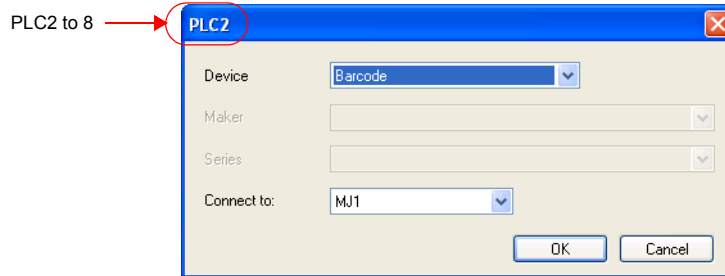 PLC2 to 8
PLC2
Device
Barcode
Maker
Series
Connect to:
MJ1
OK
Cancel